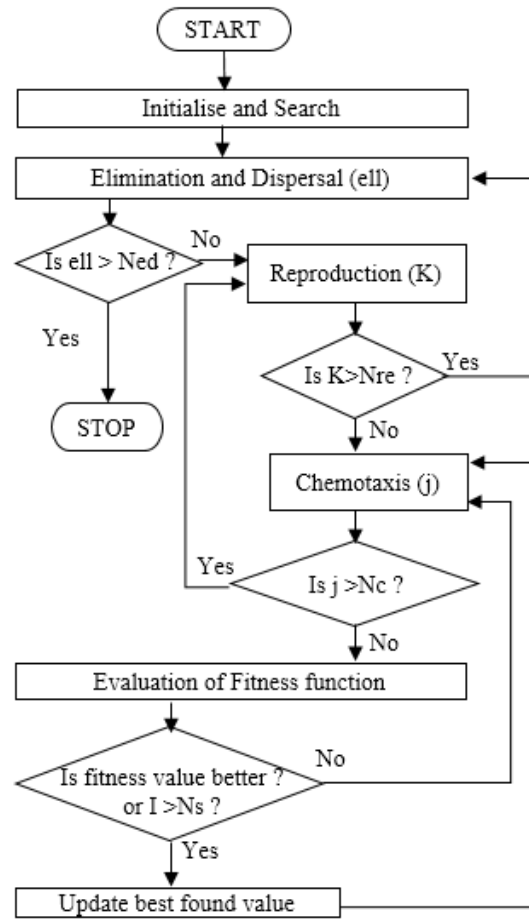 START
Initialise and Search
Elimination and Dispersal (ell)
Is ell > Ned ?
No
Yes
STOP
Reproduction (K)
Is K>Nre ?
Yes
No
Chemotaxis (j)
Is j >Nc ?
Yes
No
Evaluation of Fitness function
Is fitness value better ?
or I >Ns ?
No
Yes
Update best found value